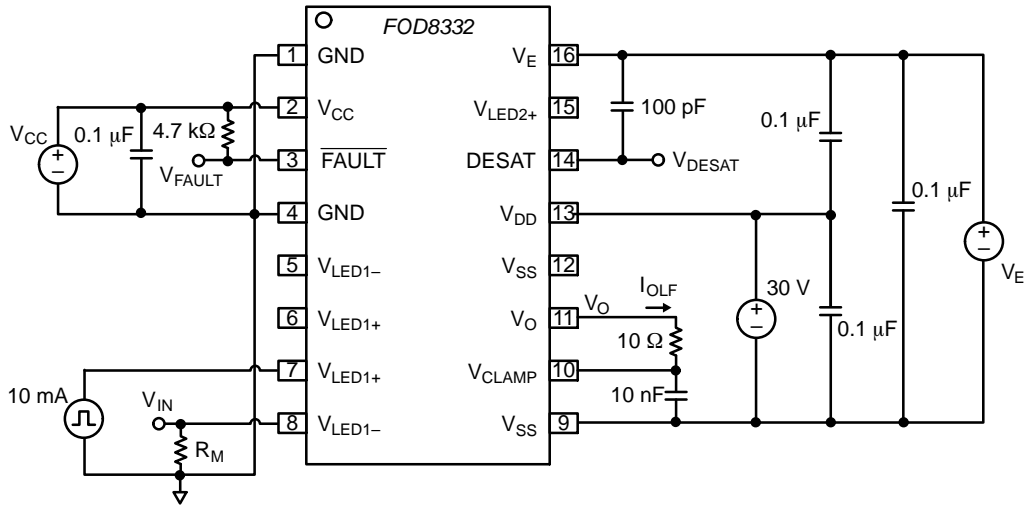 FOD8332
1 GND
2 VCC
3 FAULT
4 GND
5 VLED1–
6 VLED1+
7 VLED1+
8 VLED1–
VE 16
VLED2+ 15
DESAT 14
VDD 13
VSS 12
VO 11
VCLAMP 10
VSS 9
VCC
0.1 μF
4.7 kΩ
VFAULT
10 mA
VIN
RM
100 pF
VDESAT
0.1 μF
0.1 μF
VE
30 V
0.1 μF
IOLF
VO
10 Ω
10 nF